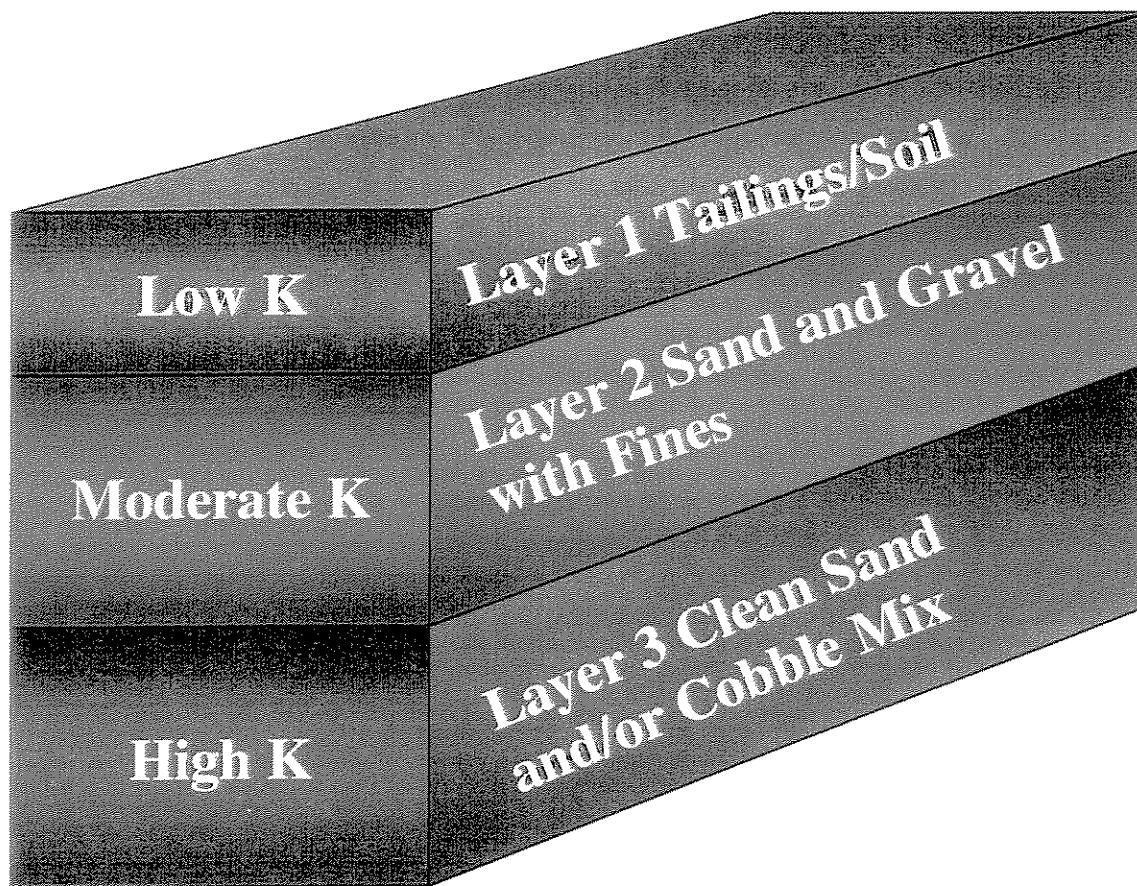 Low K
Layer 1 Tailings/Soil
Moderate K
Layer 2 Sand and Gravel
with Fines
High K
Layer 3 Clean Sand
and/or Cobble Mix